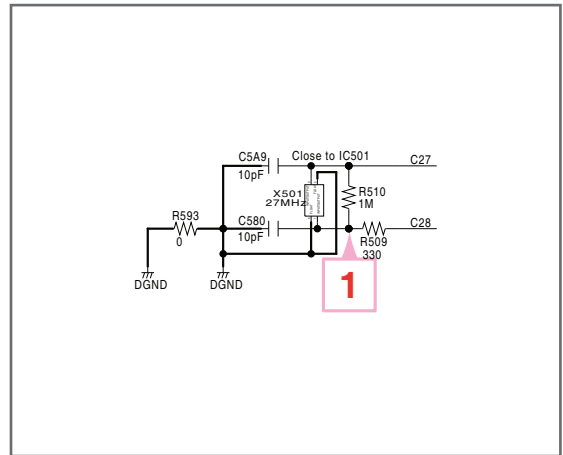 C5A9
Close to IC501
C27
10pF
X501
27MHz
R510
1M
R593
0
C580
10pF
C28
R509
330
DGND
DGND
1